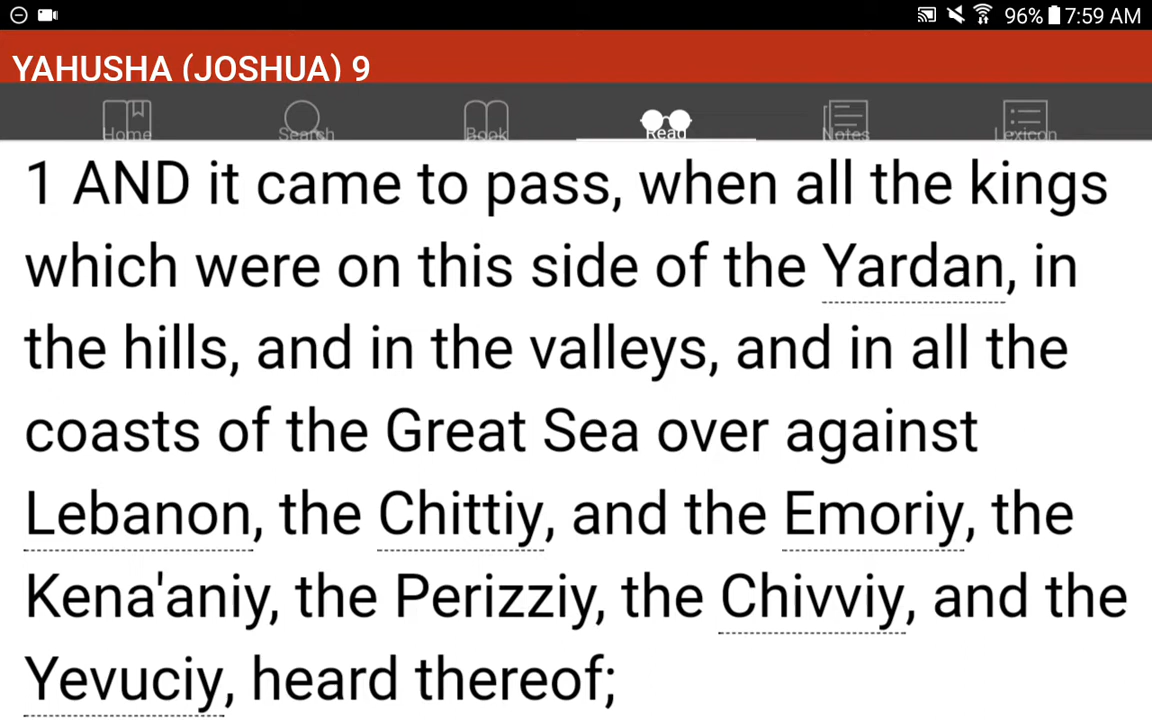 96% 7:59 AM
YAHUSHA (JOSHUA) 9
Home Search Book Read Notes Lexicon
1 AND it came to pass, when all the kings
which were on this side of the Yardan, in
the hills, and in the valleys, and in all the
coasts of the Great Sea over against
Lebanon, the Chittiy, and the Emoriy, the
Kena'aniy, the Perizziy, the Chivviy, and the
Yevuciy, heard thereof;